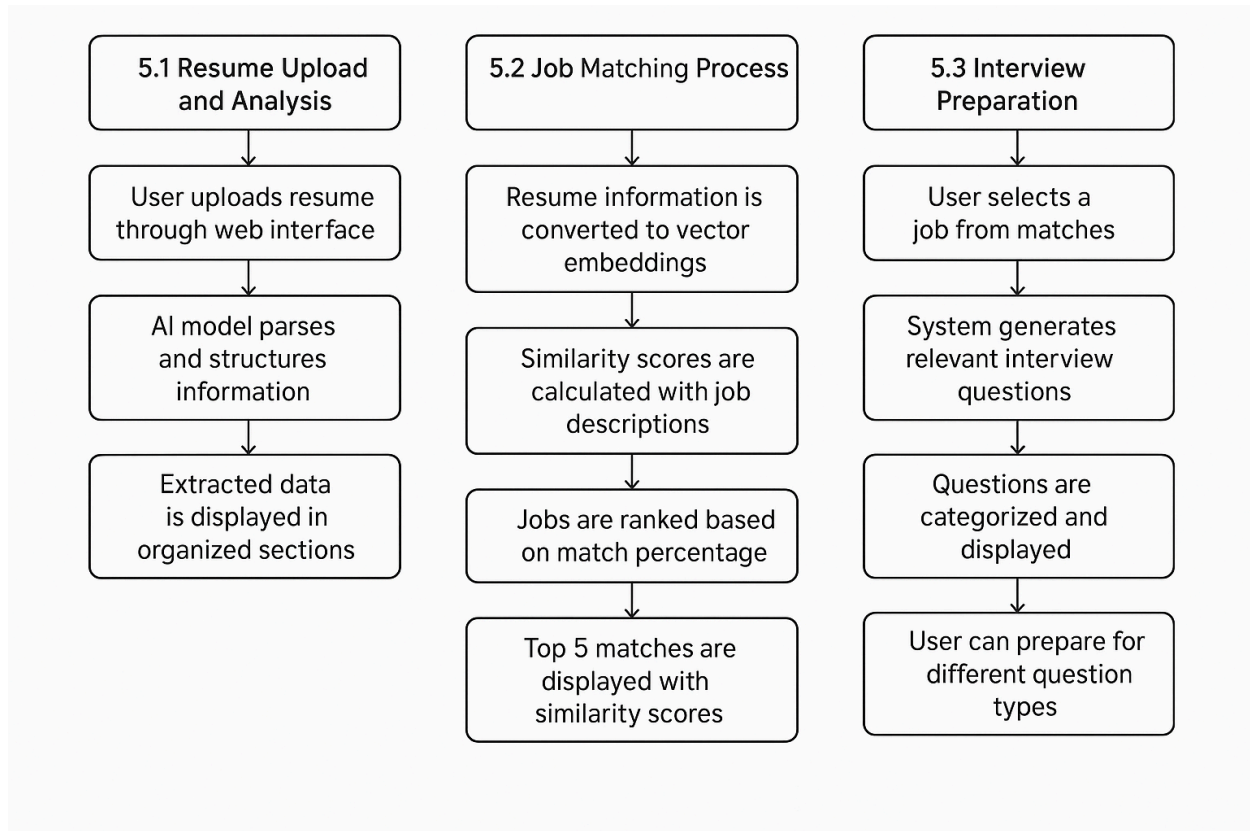 5.1 Resume Upload
and Analysis
User uploads resume
through web interface
AI model parses
and structures
information
Extracted data
is displayed in
organized sections
5.2 Job Matching Process
Resume information is
converted to vector
embeddings
Similarity scores are
calculated with job
descriptions
Jobs are ranked based
on match percentage
Top 5 matches are
displayed with
similarity scores
5.3 Interview
Preparation
User selects a
job from matches
System generates
relevant interview
questions
Questions are
categorized and
displayed
User can prepare for
different question
types